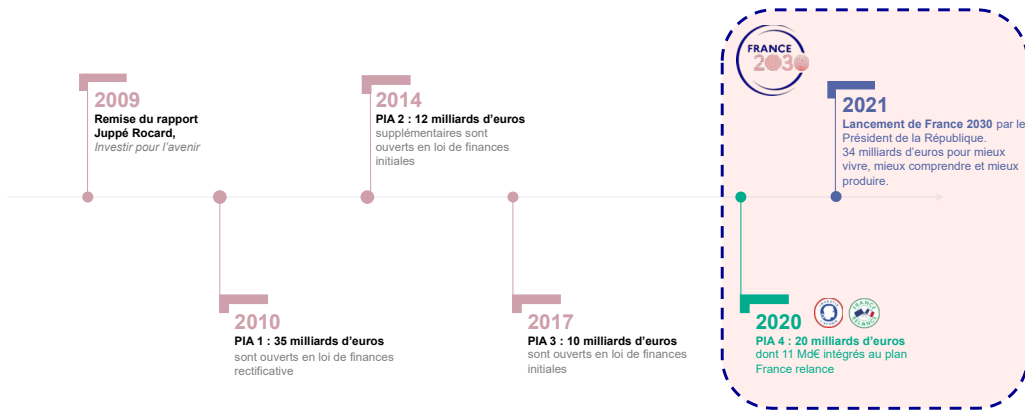 2009
Remise du rapport
Juppé Rocard,
Investir pour l'avenir
2010
PIA 1 : 35 milliards d'euros
sont ouverts en loi de finances
rectificative
2014
PIA 2 : 12 milliards d'euros
supplémentaires sont
ouverts en loi de finances
initiales
2017
PIA 3 : 10 milliards d'euros
sont ouverts en loi de finances
initiales
FRANCE
2030
2020
FRANCE
RELANCE
PIA 4 : 20 milliards d'euros
dont 11 Md€ intégrés au plan
France relance
2021
Lancement de France 2030 par le
Président de la République.
34 milliards d'euros pour mieux
vivre, mieux comprendre et mieux
produire.